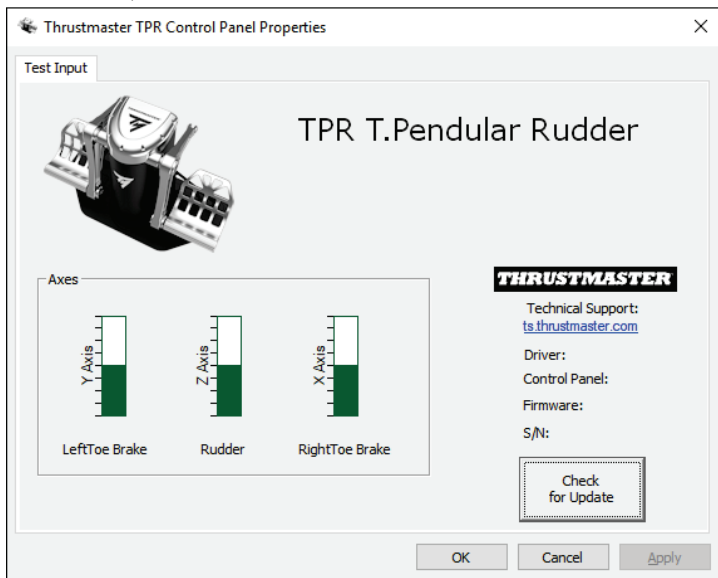 Thrustmaster TPR Control Panel Properties
Test Input
TPR T.Pendular Rudder
Axes
Y Axis
Z Axis
X Axis
LeftToe Brake
Rudder
RightToe Brake
THRUSTMASTER
Technical Support:
ts.thrustmaster.com
Driver:
Control Panel:
Firmware:
S/N:
Check
for Update
OK
Cancel
Apply